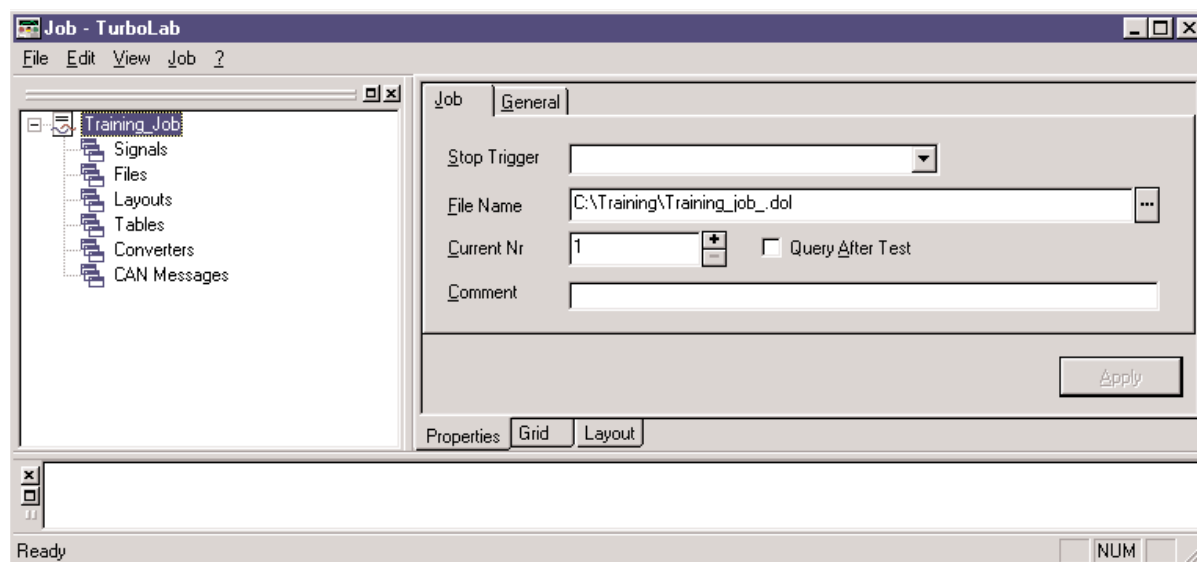 Job - TurboLab
File Edit View Job ?
Training_Job
Signals
Files
Layouts
Tables
Converters
CAN Messages
Job General
Stop Trigger
File Name C:\Training\Training_job_.dol ...
Current Nr 1 Query After Test
Comment
Apply
Properties Grid Layout
Ready NUM